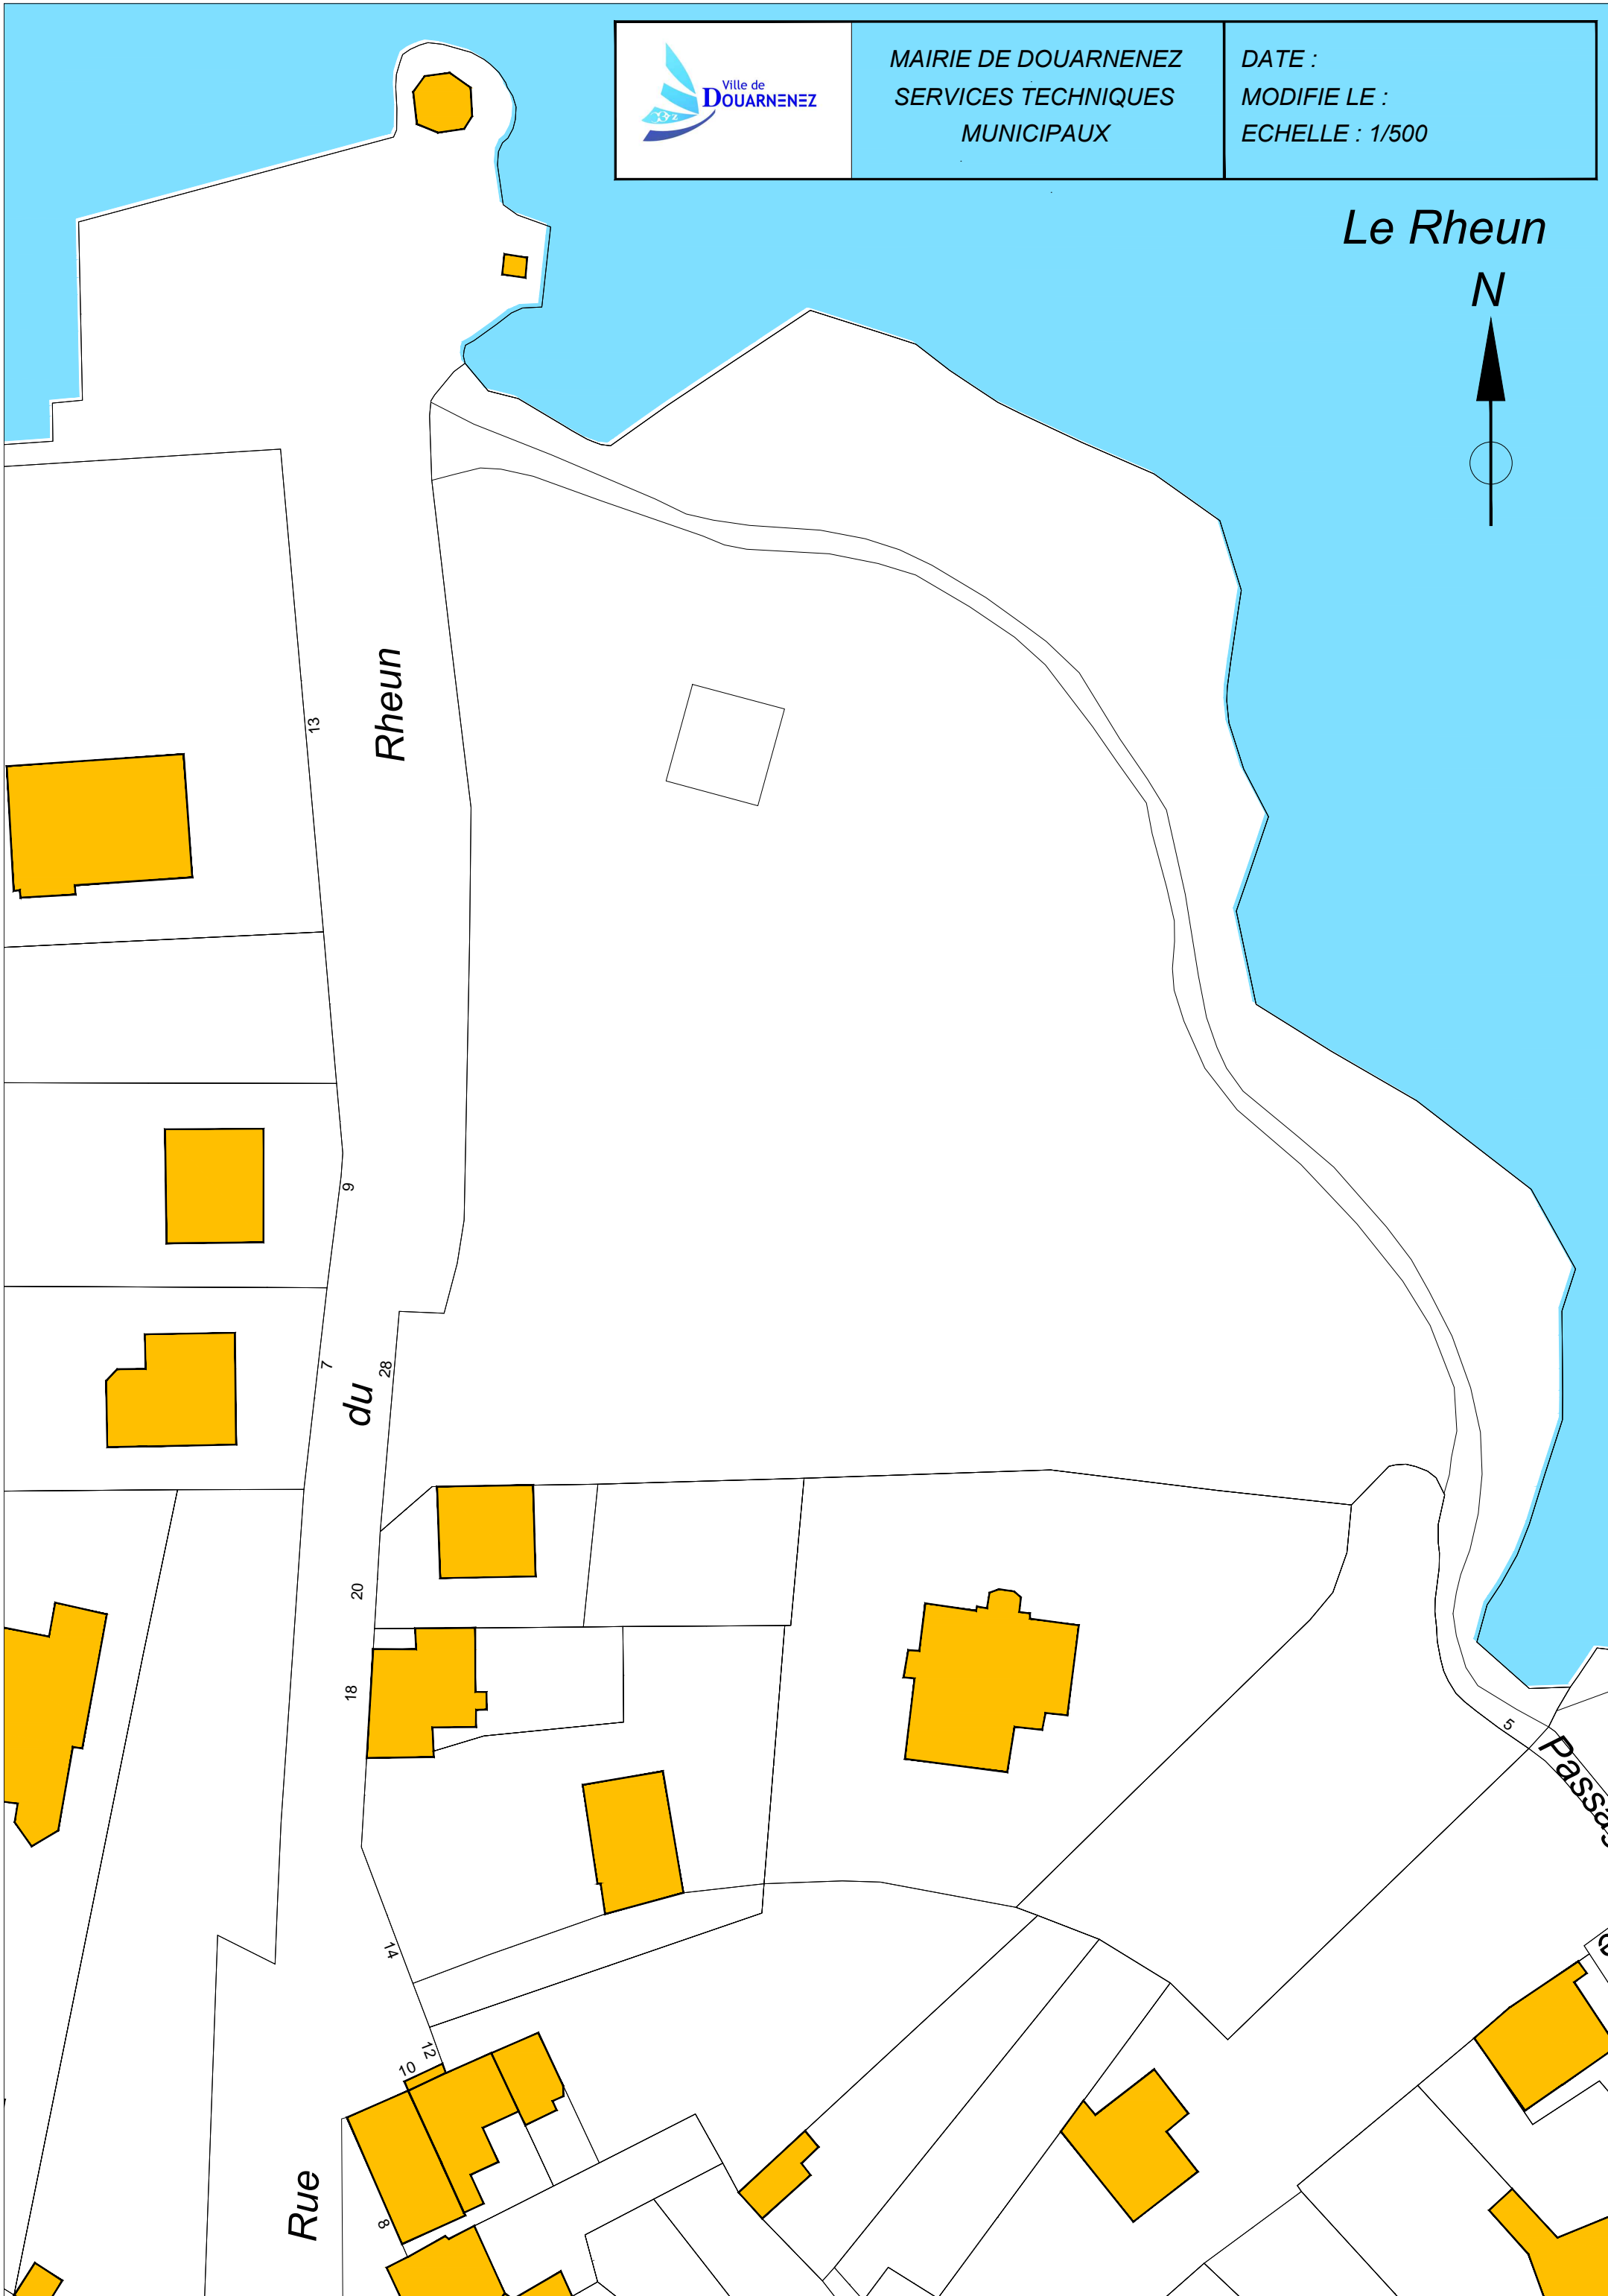 Ville de
DOUARNENEZ
MAIRIE DE DOUARNENEZ
SERVICES TECHNIQUES
MUNICIPAUX
DATE :
MODIFIE LE :
ECHELLE : 1/500
Le Rheun
N
Rheun
13
9
7
28
du
20
18
5
14
12
10
Rue
8